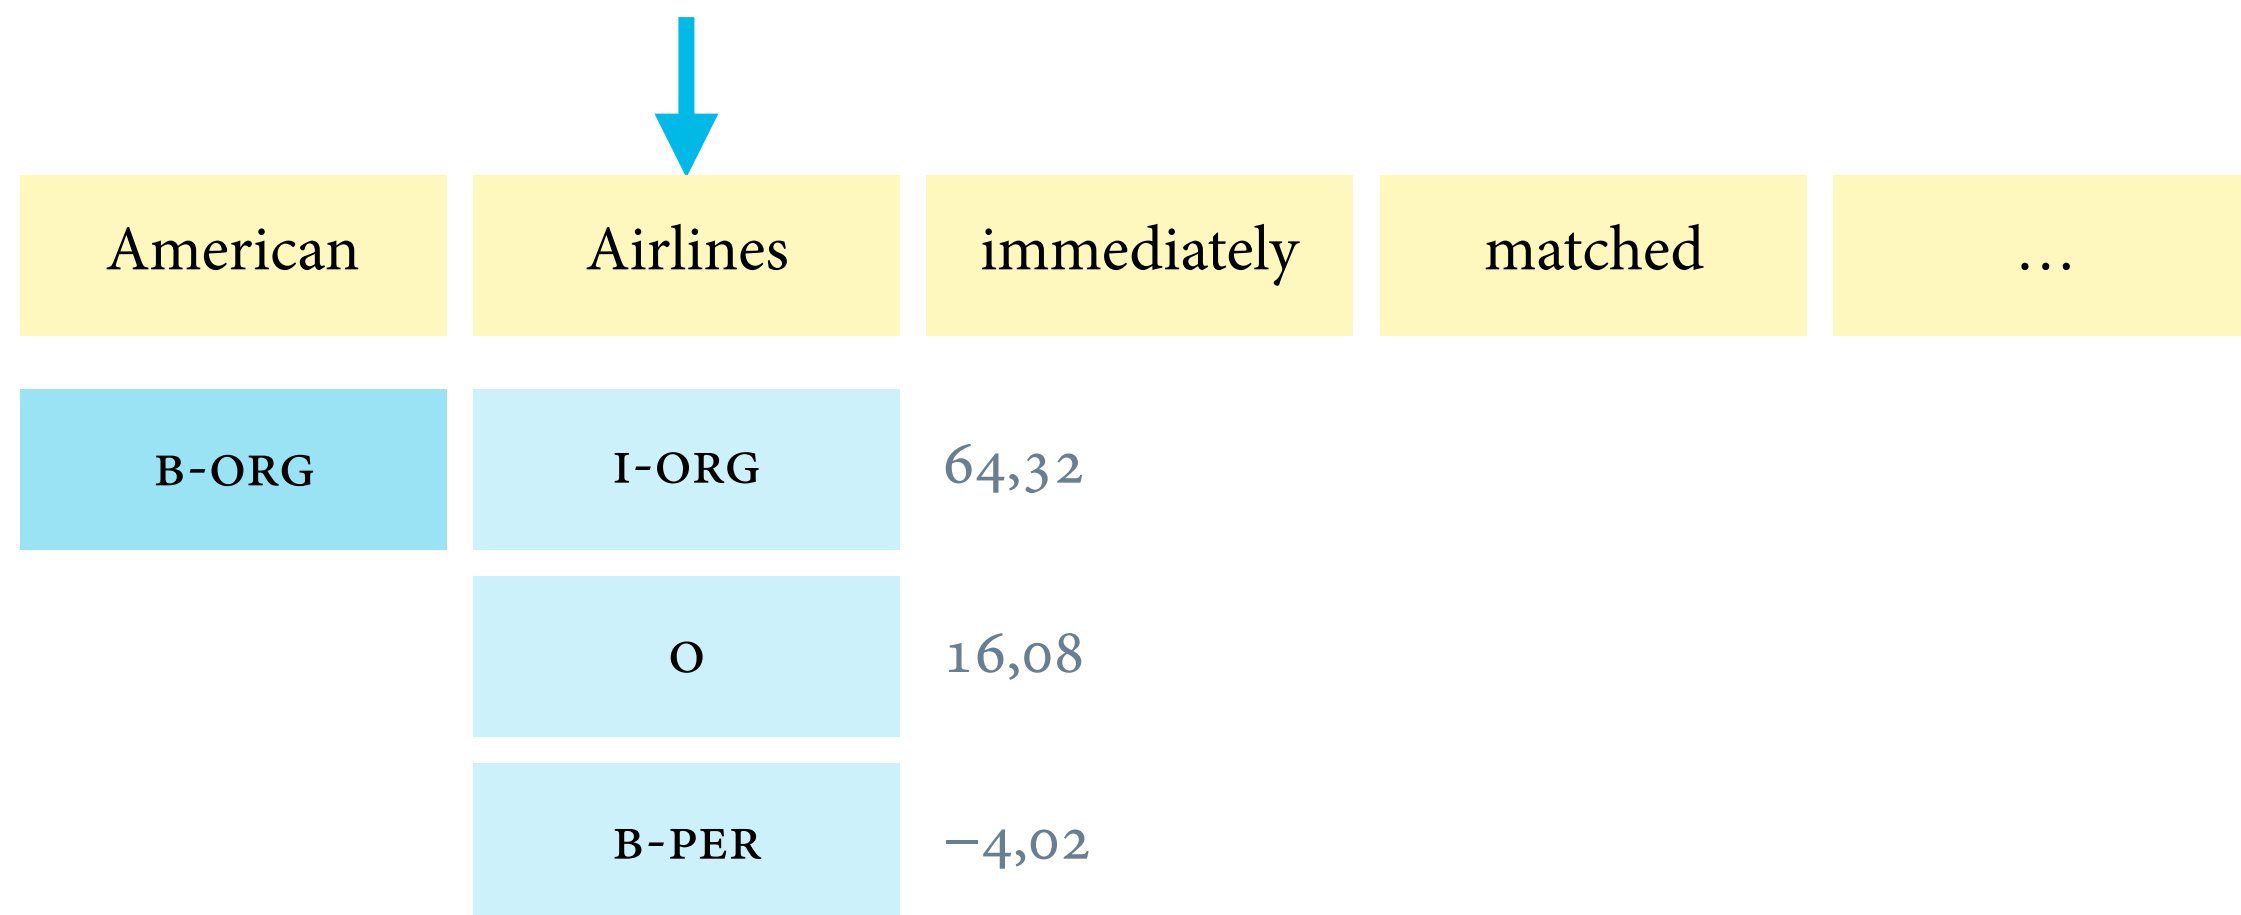 American Airlines immediately matched …
B-ORG I-ORG 64,32
O 16,08
B-PER −4,02